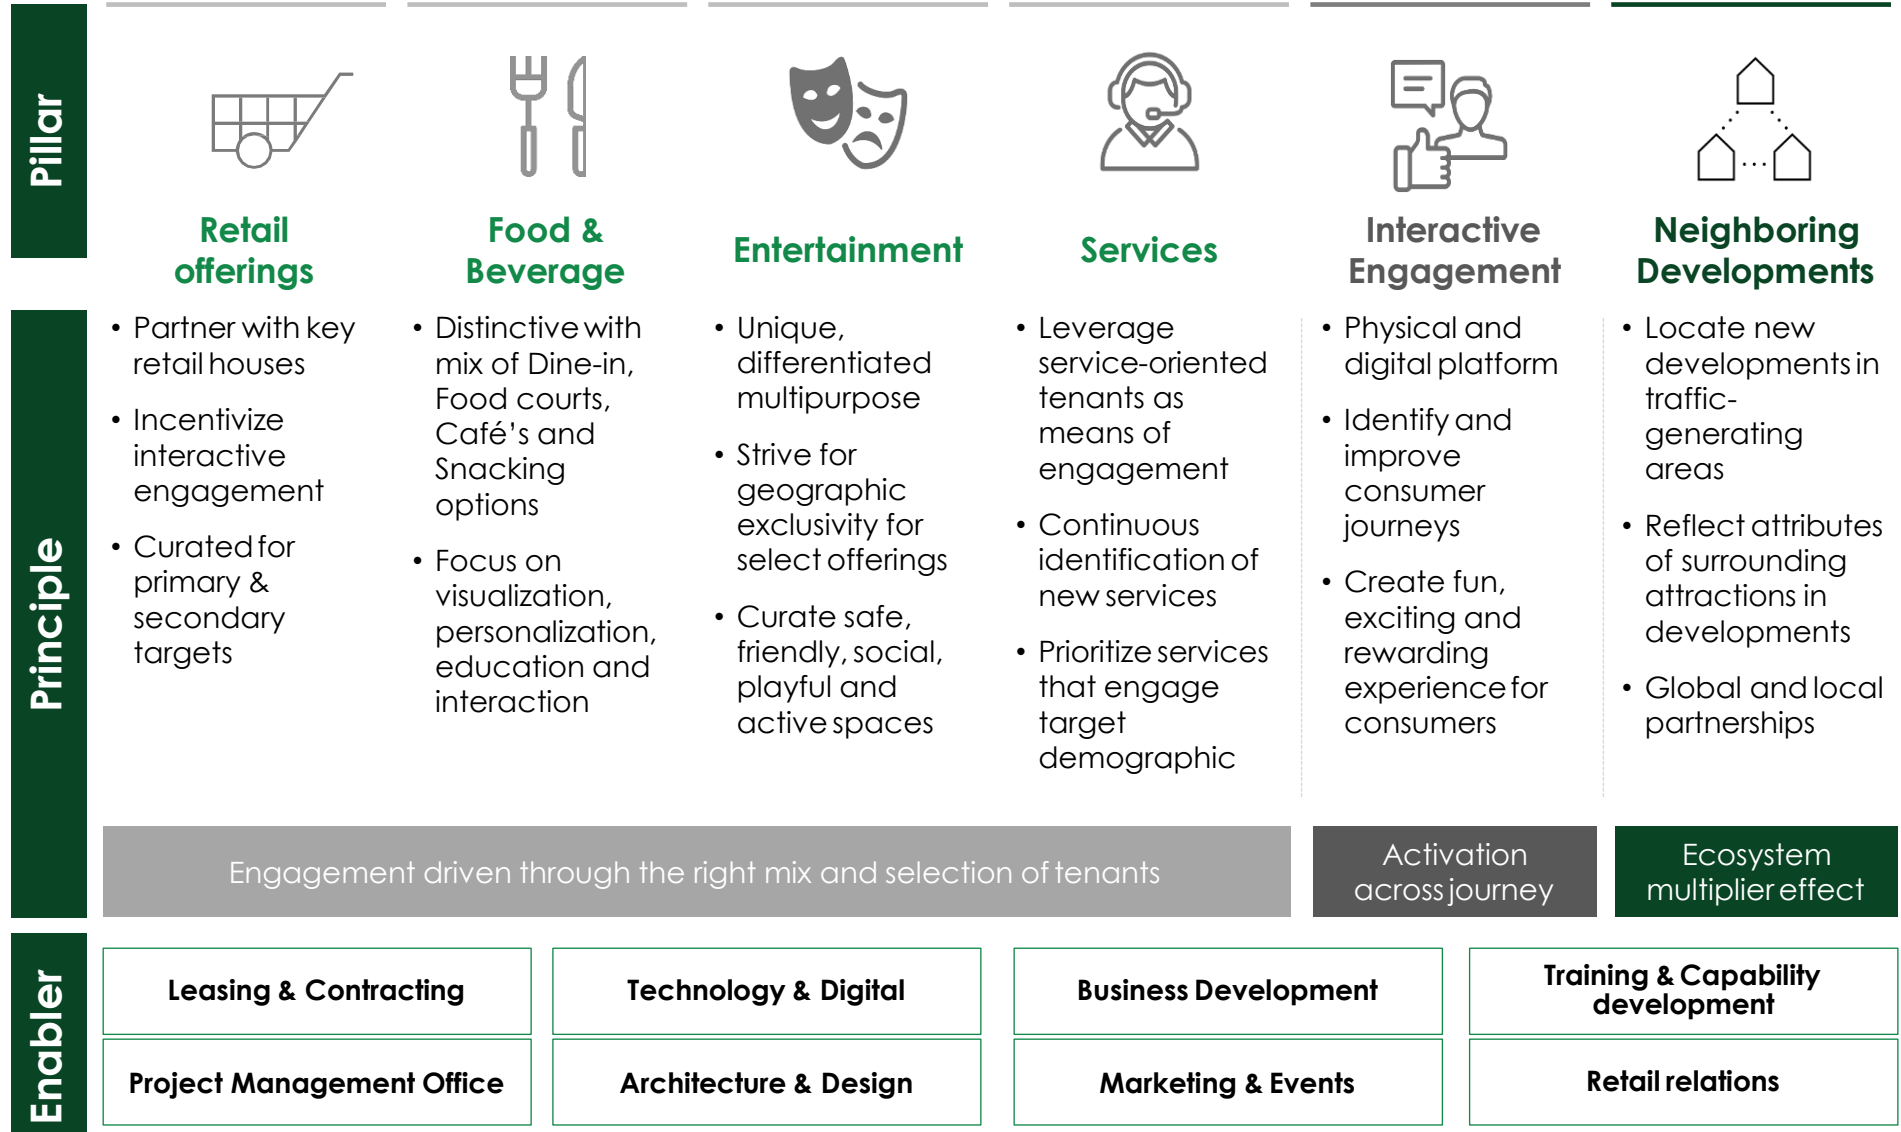 Pillar
Retail
offerings
Food &
Beverage
Entertainment
Services
Interactive
Engagement
Neighboring
Developments
Principle
• Partner with key
retail houses
• Incentivize
interactive
engagement
• Curated for
primary &
secondary
targets
• Distinctive with
mix of Dine-in,
Food courts,
Café's and
Snacking
options
• Focus on
visualization,
personalization,
education and
interaction
• Unique,
differentiated
multipurpose
• Strive for
geographic
exclusivity for
select offerings
• Curate safe,
friendly, social,
playful and
active spaces
• Leverage
service-oriented
tenants as
means of
engagement
• Continuous
identification of
new services
• Prioritize services
that engage
target
demographic
• Physical and
digital platform
• Identify and
improve
consumer
journeys
• Create fun,
exciting and
rewarding
experience for
consumers
• Locate new
developments in
traffic-
generating
areas
• Reflect attributes
of surrounding
attractions in
developments
• Global and local
partnerships
Engagement driven through the right mix and selection of tenants
Activation
across journey
Ecosystem
multiplier effect
Enabler
Leasing & Contracting
Technology & Digital
Business Development
Training & Capability
development
Project Management Office
Architecture & Design
Marketing & Events
Retail relations